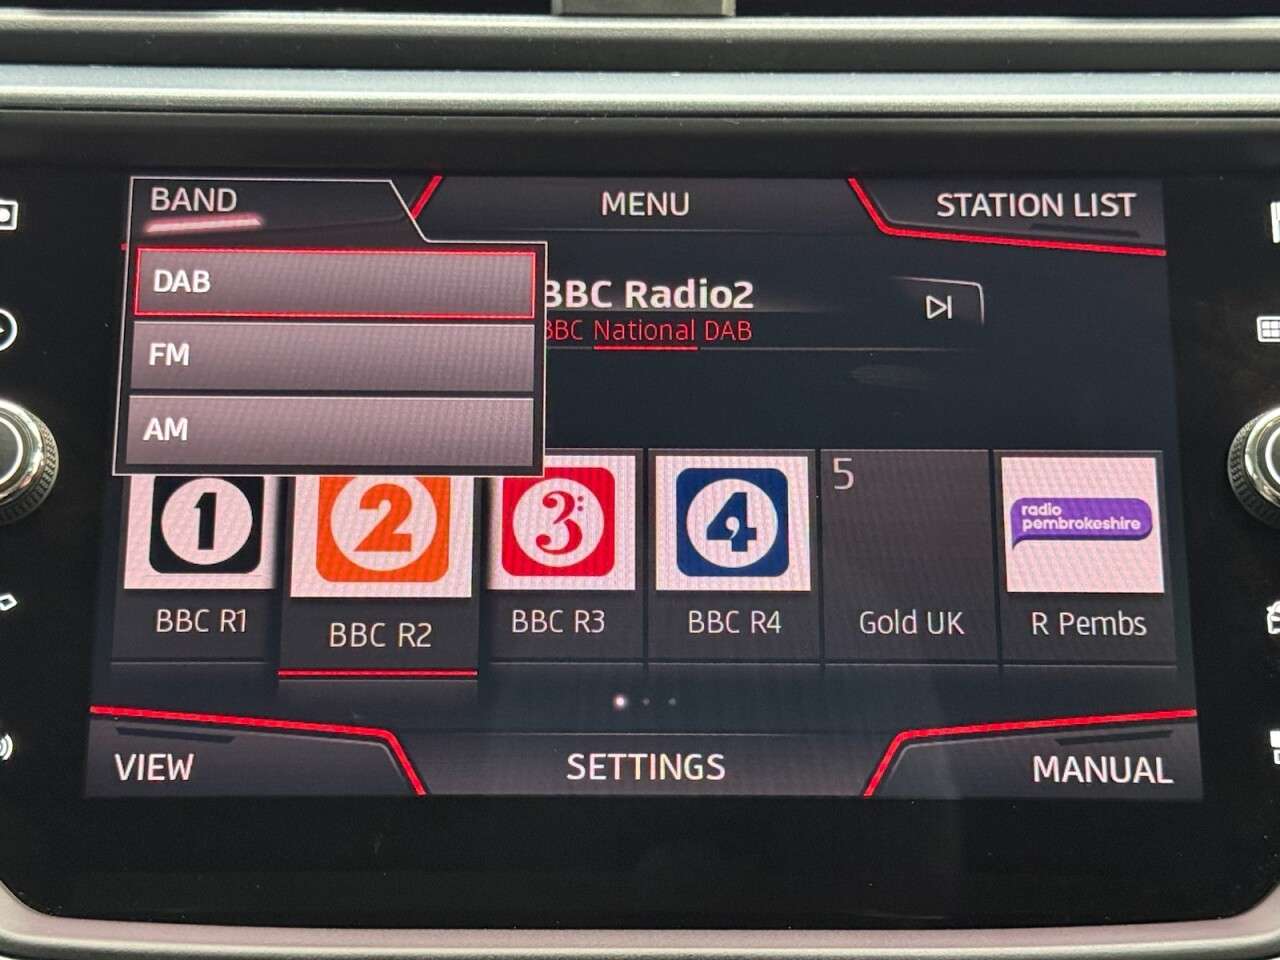 BAND
MENU
STATION LIST
DAB
FM
AM
BBC Radio2
BBC National DAB
1
2
3
4
5
radio
pembrokeshire
BBC R1
BBC R2
BBC R3
BBC R4
Gold UK
R Pembs
VIEW
SETTINGS
MANUAL